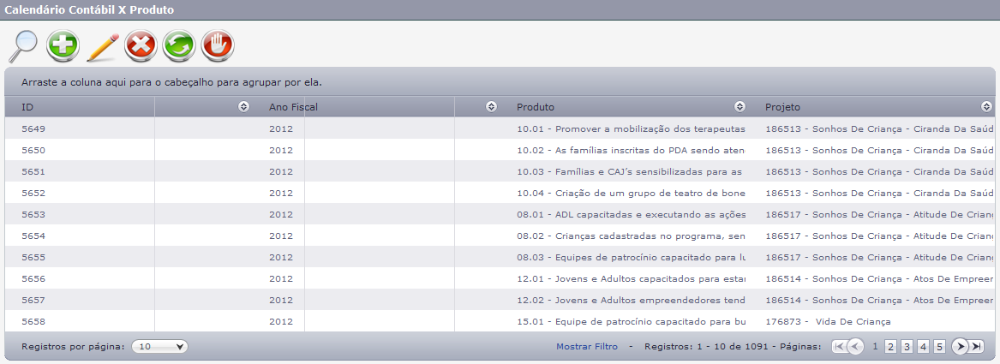 Calendário Contábil X Produto
Arraste a coluna aqui para o cabeçalho para agrupar por ela.
ID Ano Fiscal Produto Projeto
5649 2012 10.01 - Promover a mobilização dos terapeutas 186513 - Sonhos De Criança - Ciranda Da Saúd
5650 2012 10.02 - As famílias inscritas do PDA sendo aten 186513 - Sonhos De Criança - Ciranda Da Saúd
5651 2012 10.03 - Famílias e CAJ's sensibilizadas para as 186513 - Sonhos De Criança - Ciranda Da Saúd
5652 2012 10.04 - Criação de um grupo de teatro de bone 186513 - Sonhos De Criança - Ciranda Da Saúd
5653 2012 08.01 - ADL capacitadas e executando as ações 186517 - Sonhos De Criança - Atitude De Crian
5654 2012 08.02 - Crianças cadastradas no programa, sen 186517 - Sonhos De Criança - Atitude De Crian
5655 2012 08.03 - Equipes de patrocínio capacitado para lu 186517 - Sonhos De Criança - Atitude De Crian
5656 2012 12.01 - Jovens e Adultos capacitados para estar 186514 - Sonhos De Criança - Atos De Empreer
5657 2012 12.02 - Jovens e Adultos empreendedores tend 186514 - Sonhos De Criança - Atos De Empreer
5658 2012 15.01 - Equipe de patrocínio capacitado para bu 176873 - Vida De Criança
Registros por página: 10 Mostrar Filtro - Registros: 1 - 10 de 1091 - Páginas: 1 2 3 4 5